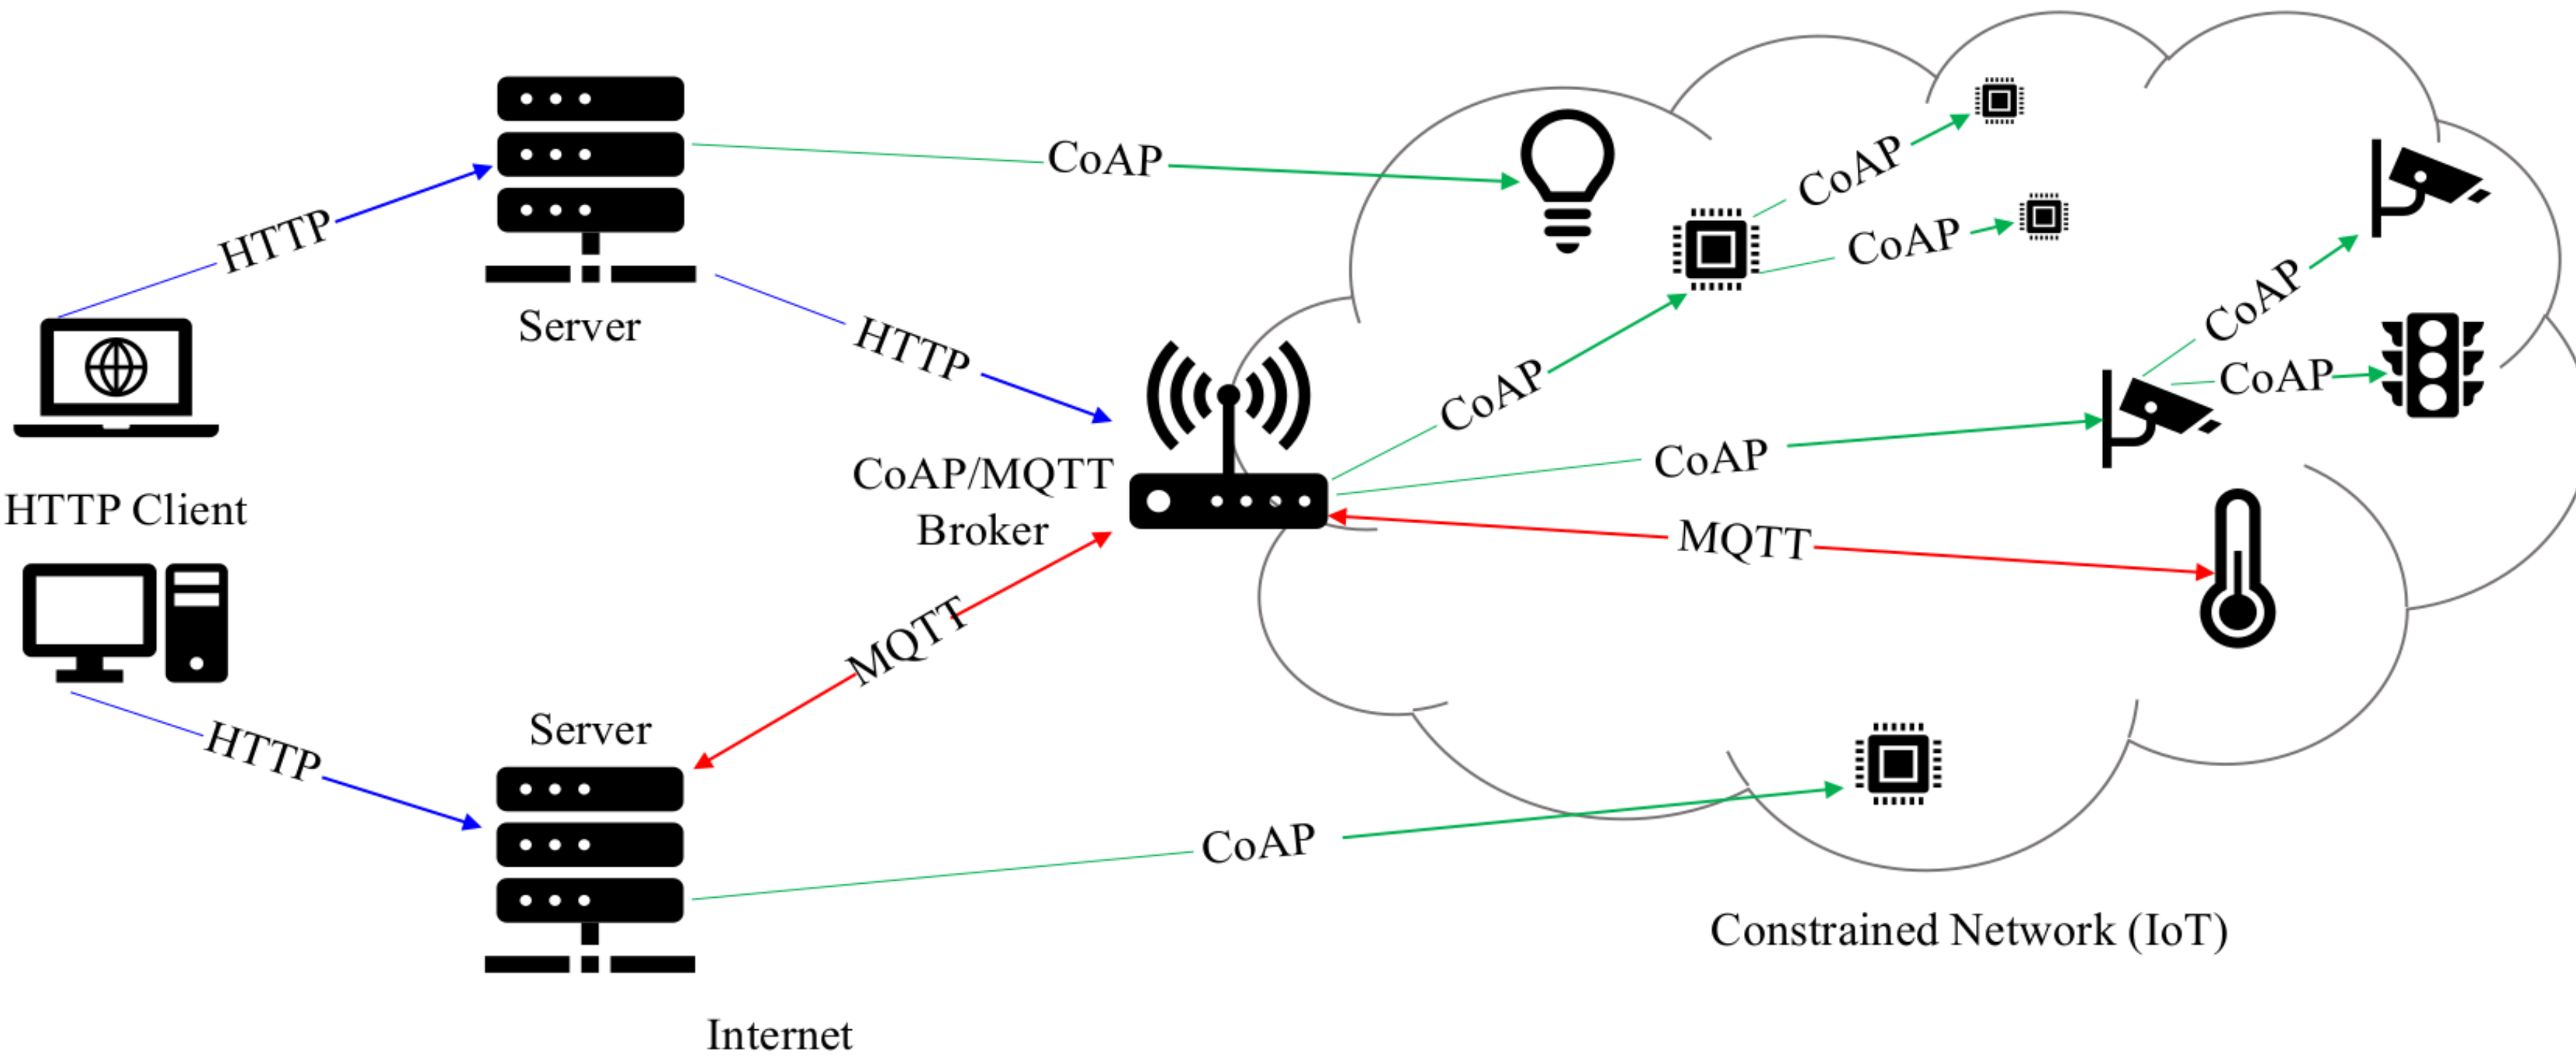 HTTP
Server
CoAP
HTTP
HTTP Client
CoAP/MQTT
Broker
CoAP
CoAP
CoAP
CoAP
CoAP
CoAP
MQTT
MQTT
HTTP
Server
CoAP
Constrained Network (IoT)
Internet